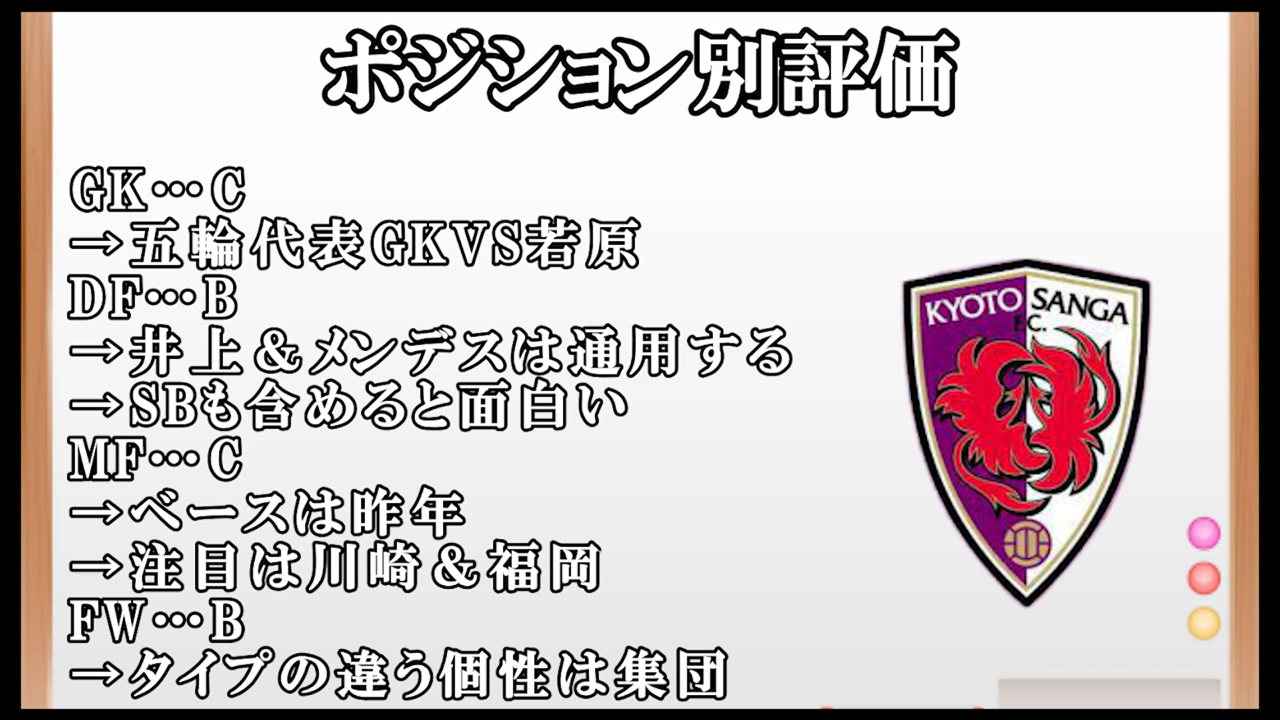 ポジション別評価
GK…C
→五輪代表GKVS若原
DF…B
→井上＆メンデスは通用する
→SBも含めると面白い
MF…C
→ベースは昨年
→注目は川崎＆福岡
FW…B
→タイプの違う個性は集団
KYOTO SANGA
F.C.